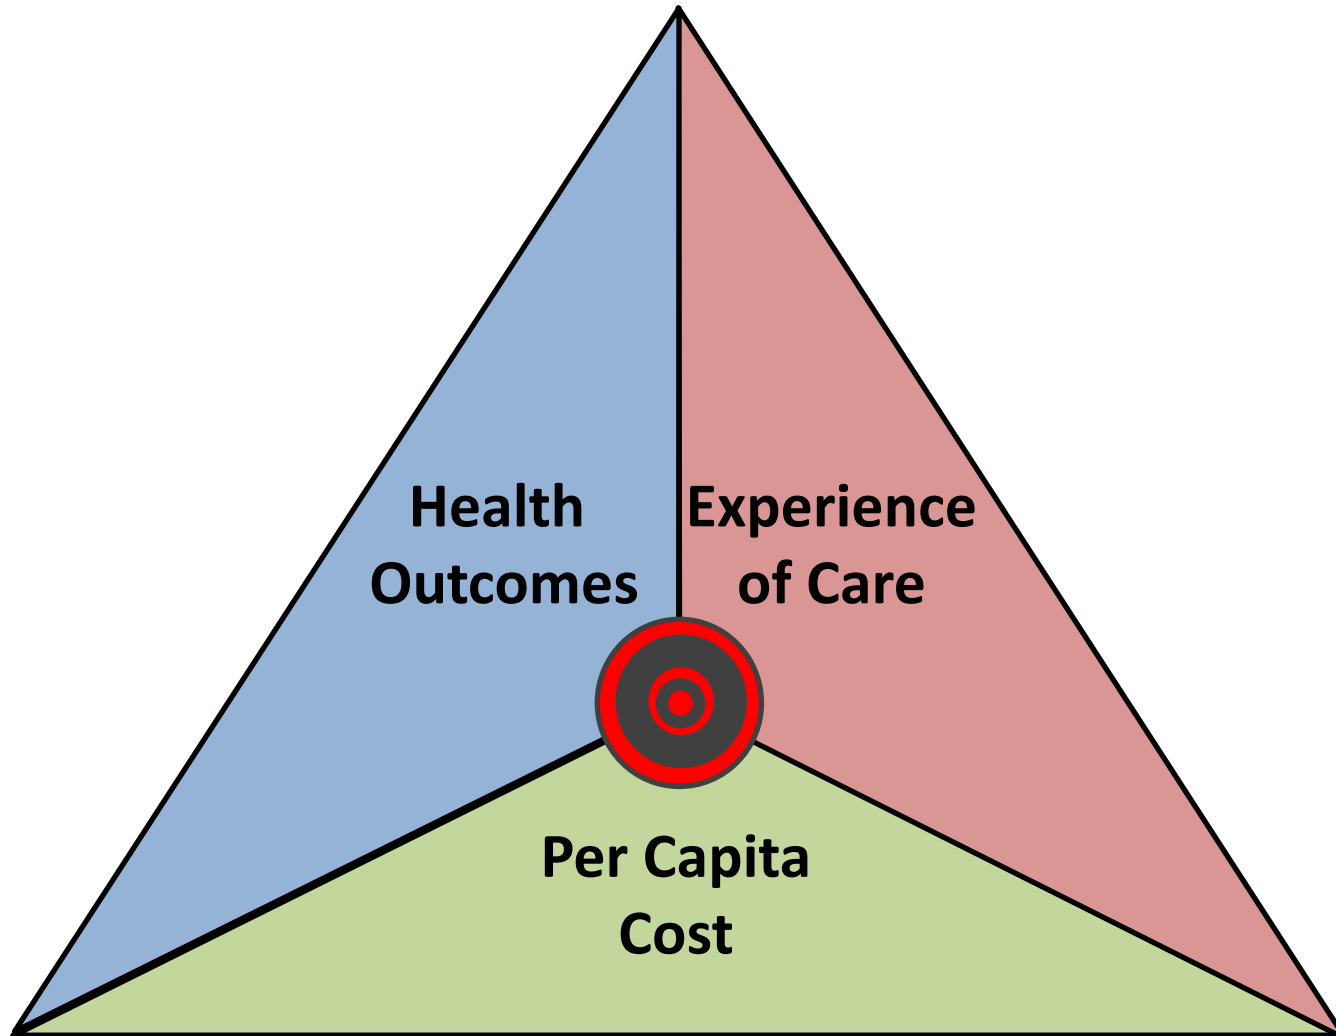 Health
Outcomes
Experience
of Care
Per Capita
Cost